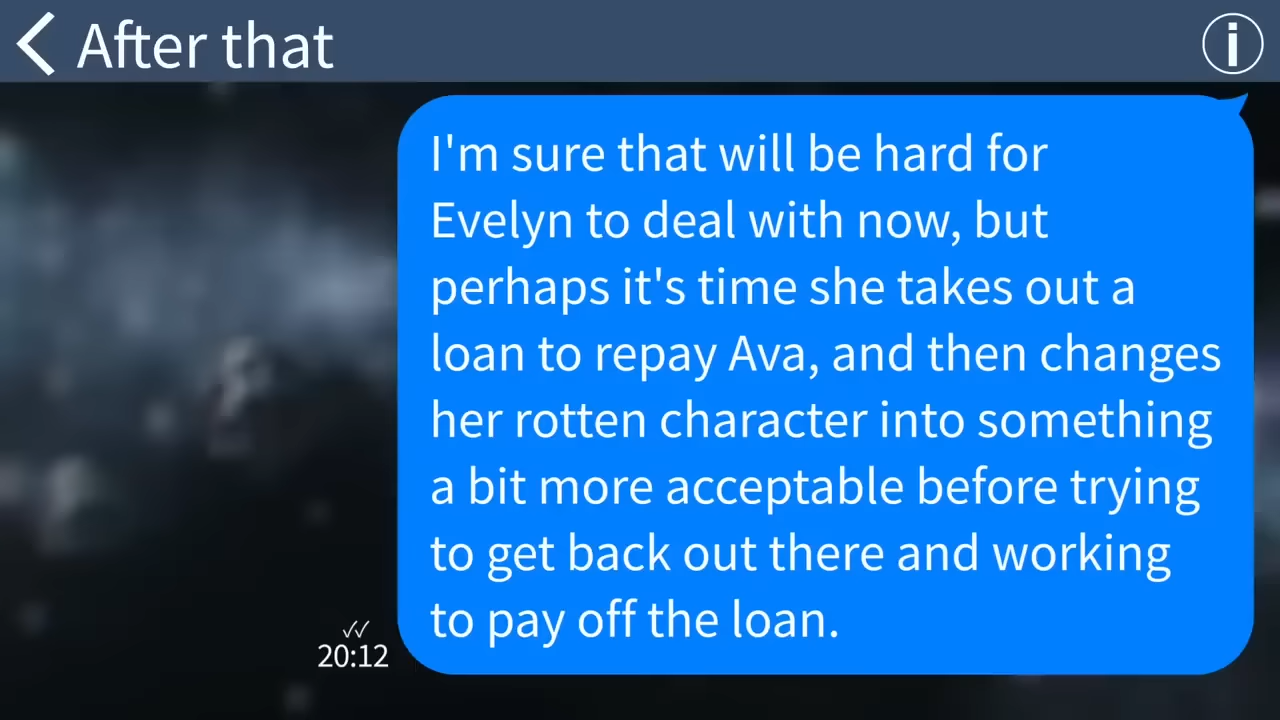 After that
I'm sure that will be hard for
Evelyn to deal with now, but
perhaps it's time she takes out a
loan to repay Ava, and then changes
her rotten character into something
a bit more acceptable before trying
to get back out there and working
to pay off the loan.
20:12